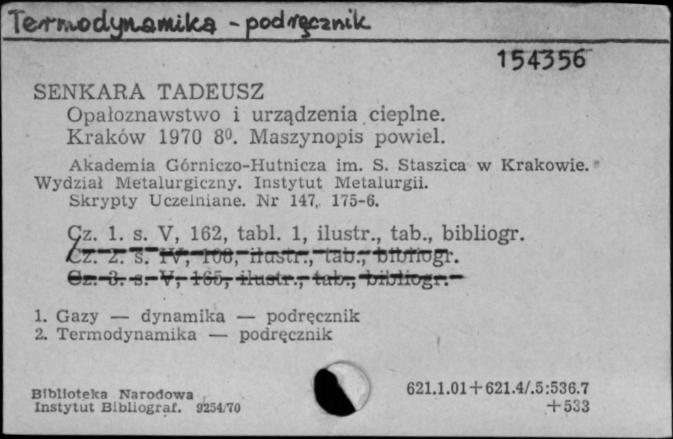 Termodynamika - podręcznik
154356
SENKARA TADEUSZ
Opałoznawstwo i urządzenia cieplne.
Kraków 1970 8⁰. Maszynopis powiel.
Akademia Górniczo-Hutnicza im. S. Staszica w Krakowie.
Wydział Metalurgiczny. Instytut Metalurgii.
Skrypty Uczelniane. Nr 147, 175-6.
Cz. 1. s. V, 162, tabl. 1, ilustr., tab., bibliogr.
Cz. 2. s. IV, 168, ilustr., tab., bibliogr.
Cz. 3. s. V, 165, ilustr., tab., bibliogr.
1. Gazy — dynamika — podręcznik
2. Termodynamika — podręcznik
Biblioteka Narodowa
Instytut Bibliograf. 9254/70
621.1.01+621.4/.5:536.7
+533